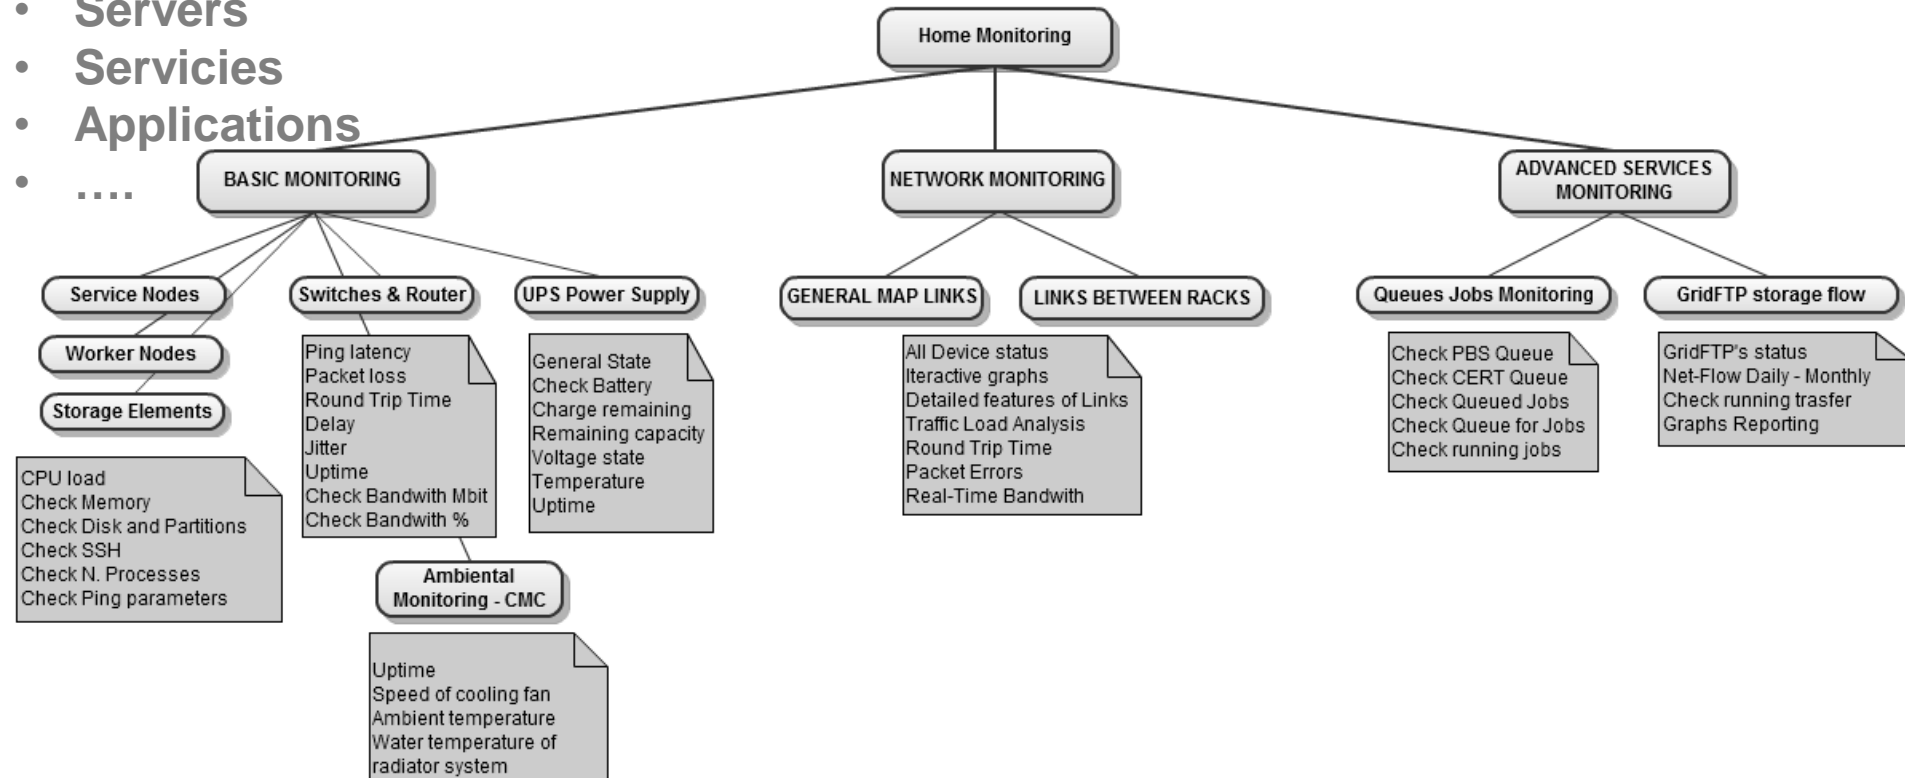 • Servers
• Servicies
• Applications
• ....
Home Monitoring
BASIC MONITORING
NETWORK MONITORING
ADVANCED SERVICES
MONITORING
Service Nodes
Worker Nodes
Storage Elements
CPU load
Check Memory
Check Disk and Partitions
Check SSH
Check N. Processes
Check Ping parameters
Switches & Router
Ping latency
Packet loss
Round Trip Time
Delay
Jitter
Uptime
Check Bandwith Mbit
Check Bandwith %
Ambiental
Monitoring - CMC
Uptime
Speed of cooling fan
Ambient temperature
Water temperature of
radiator system
UPS Power Supply
General State
Check Battery
Charge remaining
Remaining capacity
Voltage state
Temperature
Uptime
GENERAL MAP LINKS
LINKS BETWEEN RACKS
All Device status
Iteractive graphs
Detailed features of Links
Traffic Load Analysis
Round Trip Time
Packet Errors
Real-Time Bandwith
Queues Jobs Monitoring
Check PBS Queue
Check CERT Queue
Check Queued Jobs
Check Queue for Jobs
Check running jobs
GridFTP storage flow
GridFTP's status
Net-Flow Daily - Monthly
Check running trasfer
Graphs Reporting